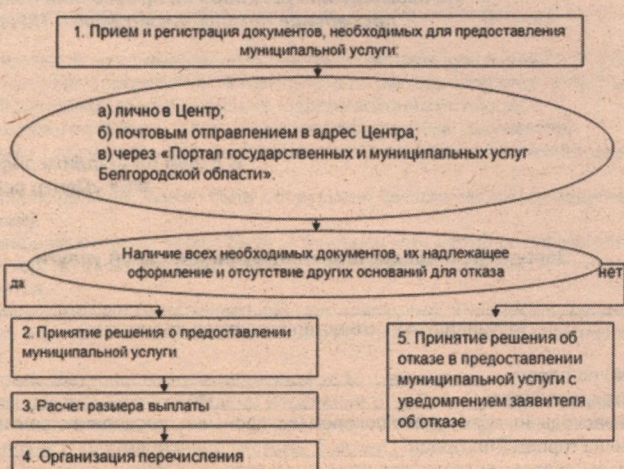 1. Прием и регистрация документов, необходимых для предоставления
муниципальной услуги:
а) лично в Центр;
б) почтовым отправлением в адрес Центра;
в) через «Портал государственных и муниципальных услуг
Белгородской области».
Наличие всех необходимых документов, их надлежащее
оформление и отсутствие других оснований для отказа
да
нет
2. Принятие решения о предоставлении
муниципальной услуги
3. Расчет размера выплаты
4. Организация перечисления
5. Принятие решения об
отказе в предоставлении
муниципальной услуги с
уведомлением заявителя
об отказе